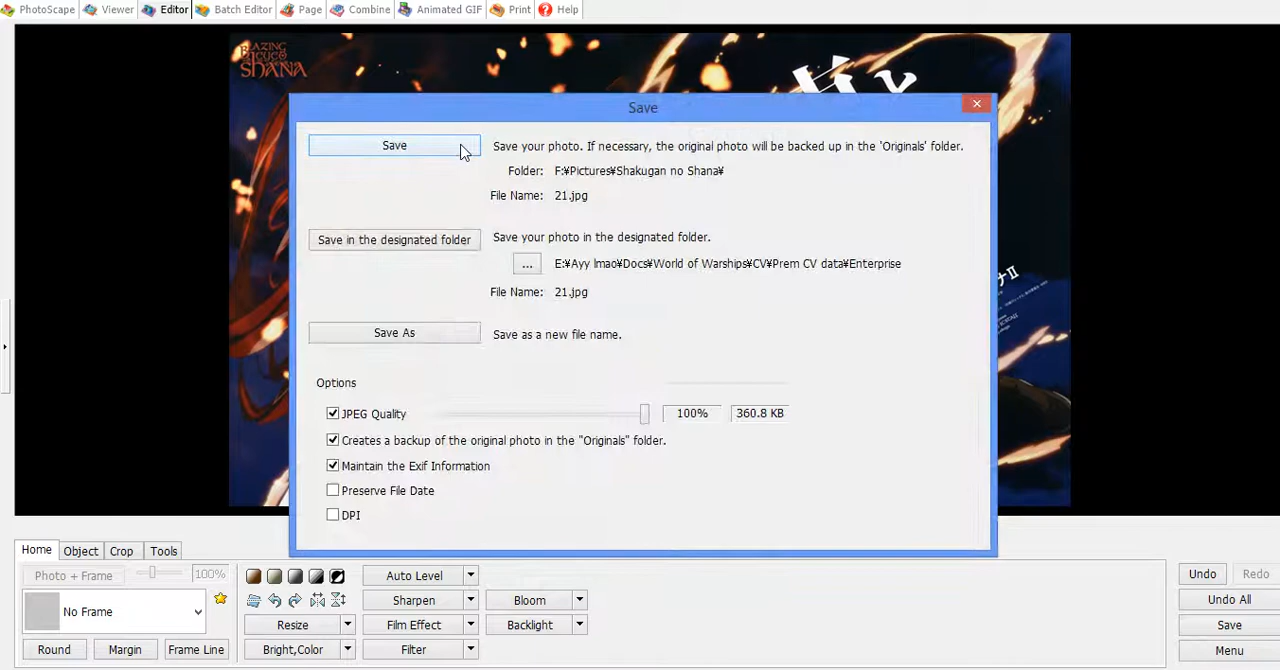 PhotoScape Viewer Editor Batch Editor Page Combine Animated GIF Print Help
BLAZING
EYED
SHANA
Save
Save Save your photo. If necessary, the original photo will be backed up in the 'Originals' folder.
Folder: F:¥Pictures¥Shakugan no Shana¥
File Name: 21.jpg
Save in the designated folder Save your photo in the designated folder.
... E:¥Ayy lmao¥Docs¥World of Warships¥CV¥Prem CV data¥Enterprise
File Name: 21.jpg
Save As Save as a new file name.
Options
JPEG Quality 100% 360.8 KB
Creates a backup of the original photo in the "Originals" folder.
Maintain the Exif Information
Preserve File Date
DPI
Home Object Crop Tools
Photo + Frame 100% Auto Level Undo Redo
No Frame Sharpen Bloom Undo All
Resize Film Effect Backlight Save
Round Margin Frame Line Bright,Color Filter Menu